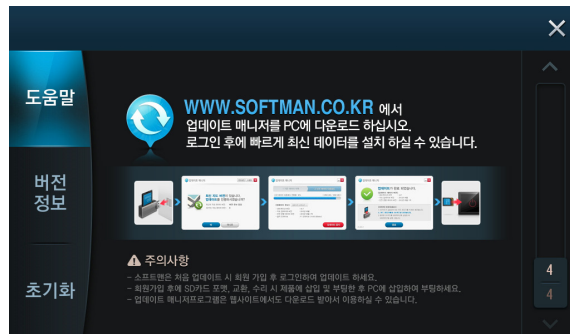 도움말
버전
정보
초기화
WWW.SOFTMAN.CO.KR 에서
업데이트 매니저를 PC에 다운로드 하십시오.
로그인 후에 빠르게 최신 데이터를 설치 하실 수 있습니다.
주의사항
- 소프트맨은 처음 업데이트 시 회원 가입 후 로그인하여 업데이트 하세요.
- 회원가입 후에 SD카드 포맷, 교환, 수리 시 제품에 삽입 및 부팅한 후 PC에 삽입하여 부팅하세요.
- 업데이트 매니저프로그램은 웹사이트에서도 다운로드 받아서 이용하실 수 있습니다.
4
4